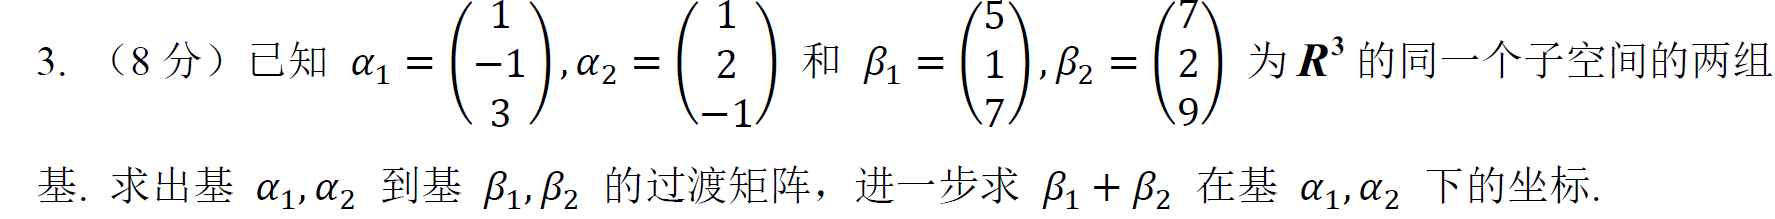 3. （8 分）已知 α₁ = (1 −1 3), α₂ = (1 2 −1) 和 β₁ = (5 1 7), β₂ = (7 2 9) 为 R³ 的同一个子空间的两组
基. 求出基 α₁, α₂ 到基 β₁, β₂ 的过渡矩阵，进一步求 β₁ + β₂ 在基 α₁, α₂ 下的坐标.